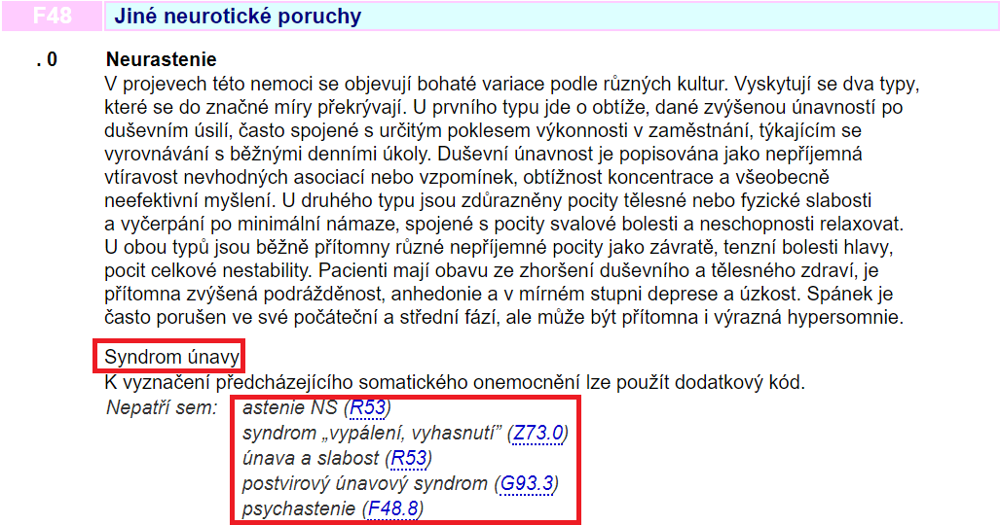 F48 Jiné neurotické poruchy
. 0 Neurastenie
V projevech této nemoci se objevují bohaté variace podle různých kultur. Vyskytují se dva typy,
které se do značné míry překrývají. U prvního typu jde o obtíže, dané zvýšenou únavností po
duševním úsilí, často spojené s určitým poklesem výkonnosti v zaměstnání, týkajícím se
vyrovnávání s běžnými denními úkoly. Duševní únavnost je popisována jako nepříjemná
vtíravost nevhodných asociací nebo vzpomínek, obtížnost koncentrace a všeobecně
neefektivní myšlení. U druhého typu jsou zdůrazněny pocity tělesné nebo fyzické slabosti
a vyčerpání po minimální námaze, spojené s pocity svalové bolesti a neschopnosti relaxovat.
U obou typů jsou běžně přítomny různé nepříjemné pocity jako závratě, tenzní bolesti hlavy,
pocit celkové nestability. Pacienti mají obavu ze zhoršení duševního a tělesného zdraví, je
přítomna zvýšená podrážděnost, anhedonie a v mírném stupni deprese a úzkost. Spánek je
často porušen ve své počáteční a střední fází, ale může být přítomna i výrazná hypersomnie.
Syndrom únavy
K vyznačení předcházejícího somatického onemocnění lze použít dodatkový kód.
Nepatří sem: astenie NS (R53)
syndrom „vypálení, vyhasnutí” (Z73.0)
únava a slabost (R53)
postvirový únavový syndrom (G93.3)
psychastenie (F48.8)